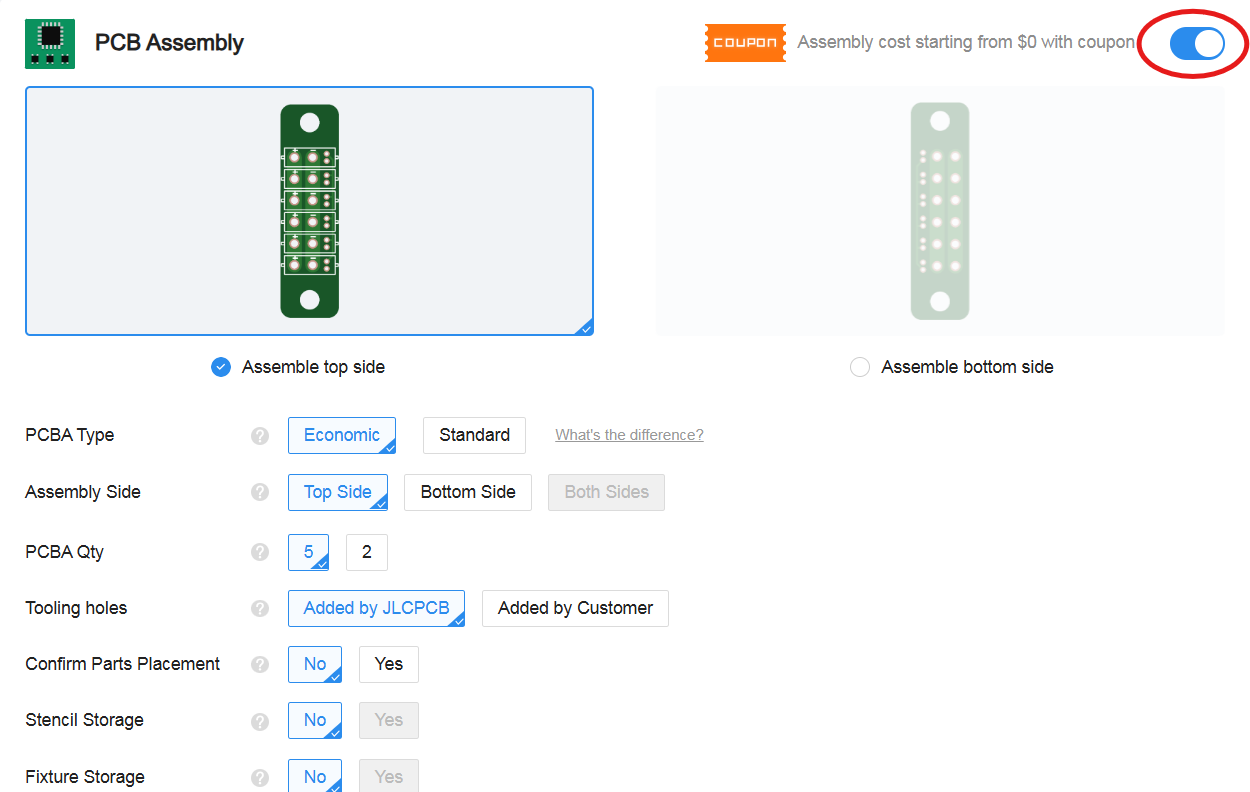 PCB Assembly
COUPON Assembly cost starting from $0 with coupon
Assemble top side Assemble bottom side
PCBA Type ? Economic Standard What's the difference?
Assembly Side ? Top Side Bottom Side Both Sides
PCBA Qty ? 5 2
Tooling holes ? Added by JLCPCB Added by Customer
Confirm Parts Placement ? No Yes
Stencil Storage ? No Yes
Fixture Storage ? No Yes